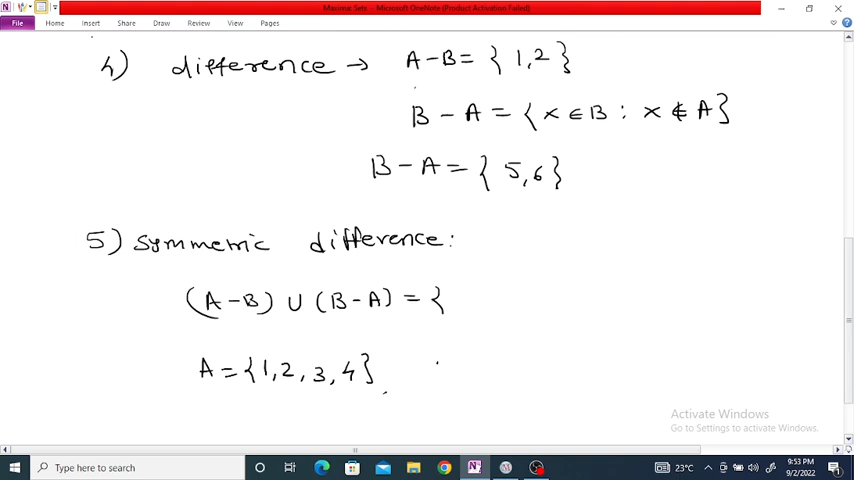 Maximix Sets - Microsoft OneNote (Product Activation Failed)
File Home Insert Share Draw Review View Pages
4) difference → A-B = {1,2}
B - A = {x ∈ B : x ∉ A}
B - A = {5,6}
5) Symmetric difference:
(A-B) ∪ (B-A) = {
A = {1,2,3,4}
Activate Windows
Go to Settings to activate Windows.
Type here to search
23°C
9:53 PM
9/2/2022